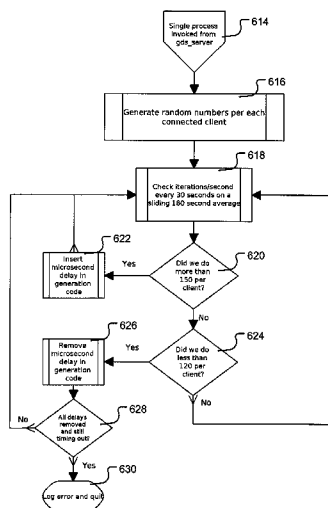 Single process
invoked from
gds_server
614
616
Generate random numbers per each
connected client
618
Check iterations/second
every 30 seconds on a
sliding 180 second average
622
Insert
microsecond
delay in
generation
code
Yes
620
Did we do
more than
150 per
client?
No
626
Remove
microsecond
delay in
generation
code
Yes
624
Did we do
less than
120 per
client?
No
628
All delays
removed
and still
timing out?
No
Yes
630
Log error and quit